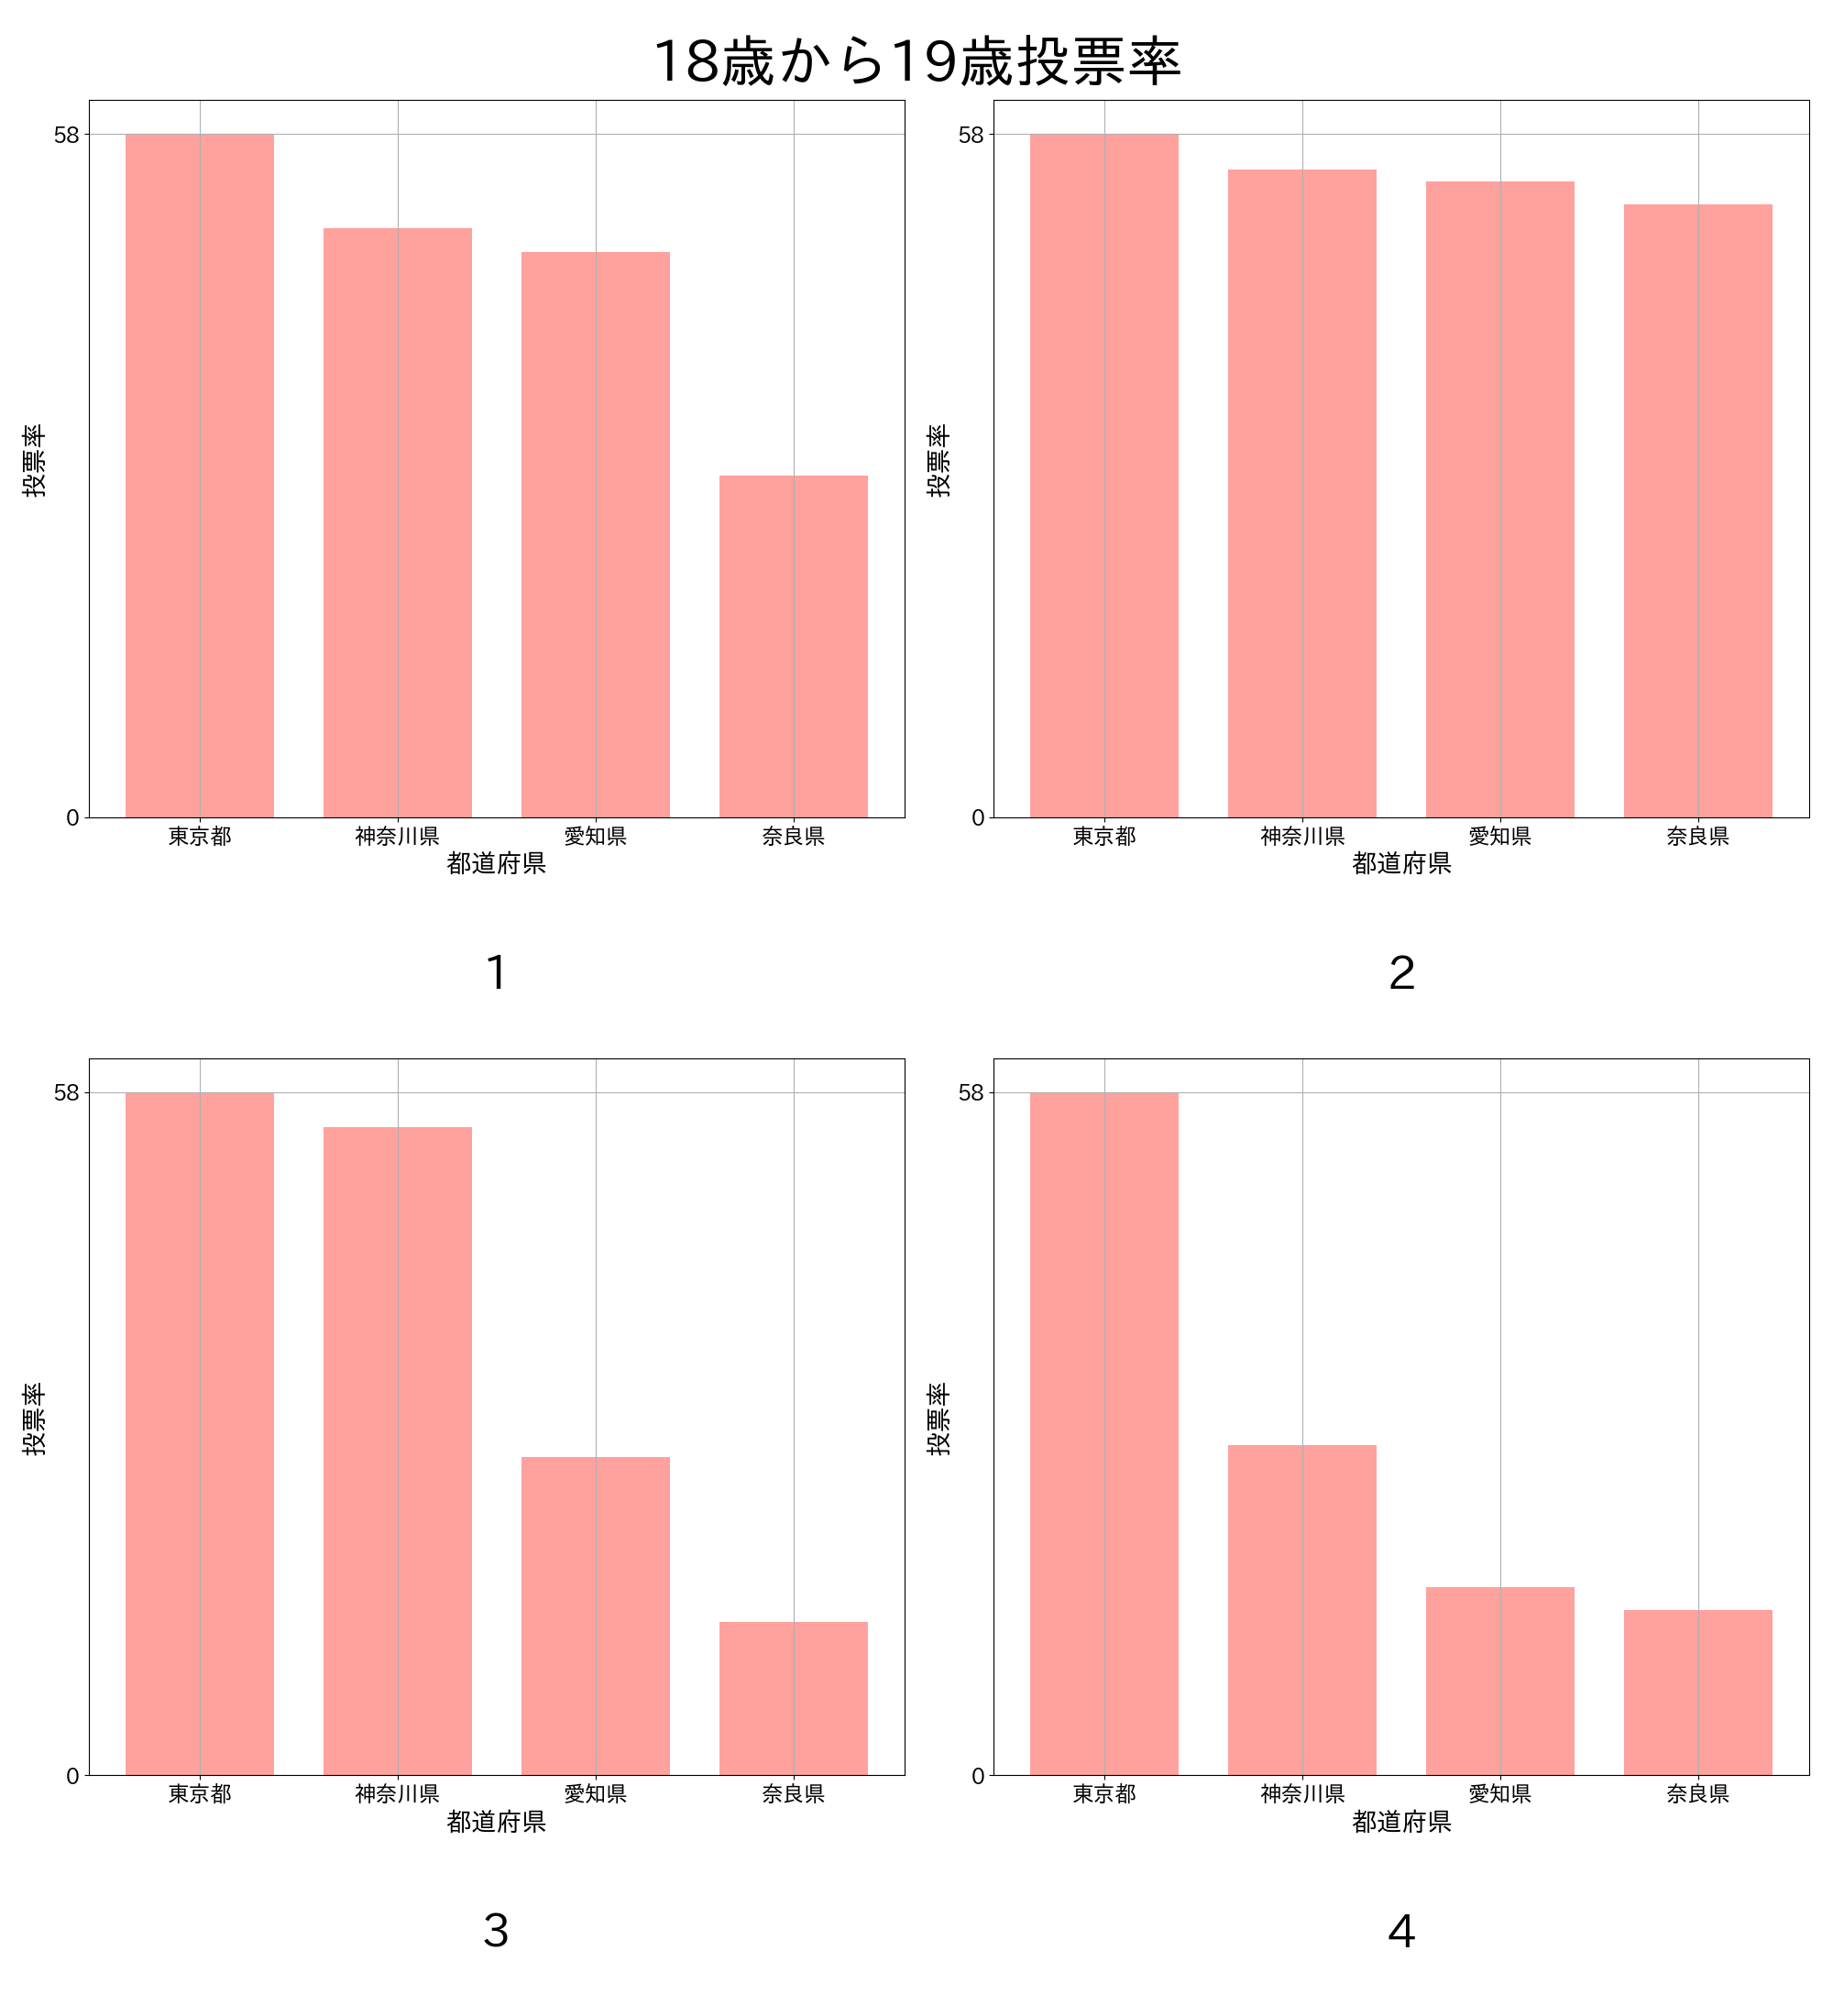 18歳から19歳投票率
58
0
投票率
東京都 神奈川県 愛知県 奈良県
都道府県
1
58
0
投票率
東京都 神奈川県 愛知県 奈良県
都道府県
2
58
0
投票率
東京都 神奈川県 愛知県 奈良県
都道府県
3
58
0
投票率
東京都 神奈川県 愛知県 奈良県
都道府県
4